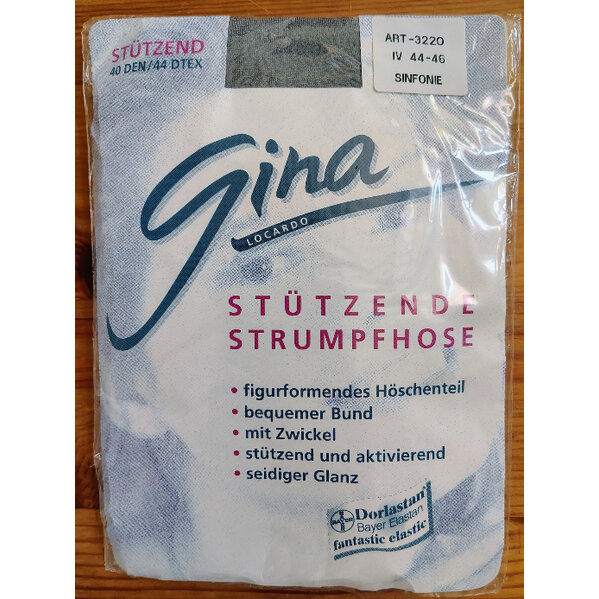 STÜTZEND
40 DEN/44 DTEX
ART-3220
IV 44-46
SINFONIE
Gina
LOCARDO
STÜTZENDE
STRUMPFHOSE
• figurformendes Höschenteil
• bequemer Bund
• mit Zwickel
• stützend und aktivierend
• seidiger Glanz
BAYER
Dorlastan®
Bayer Elastan
fantastic elastic